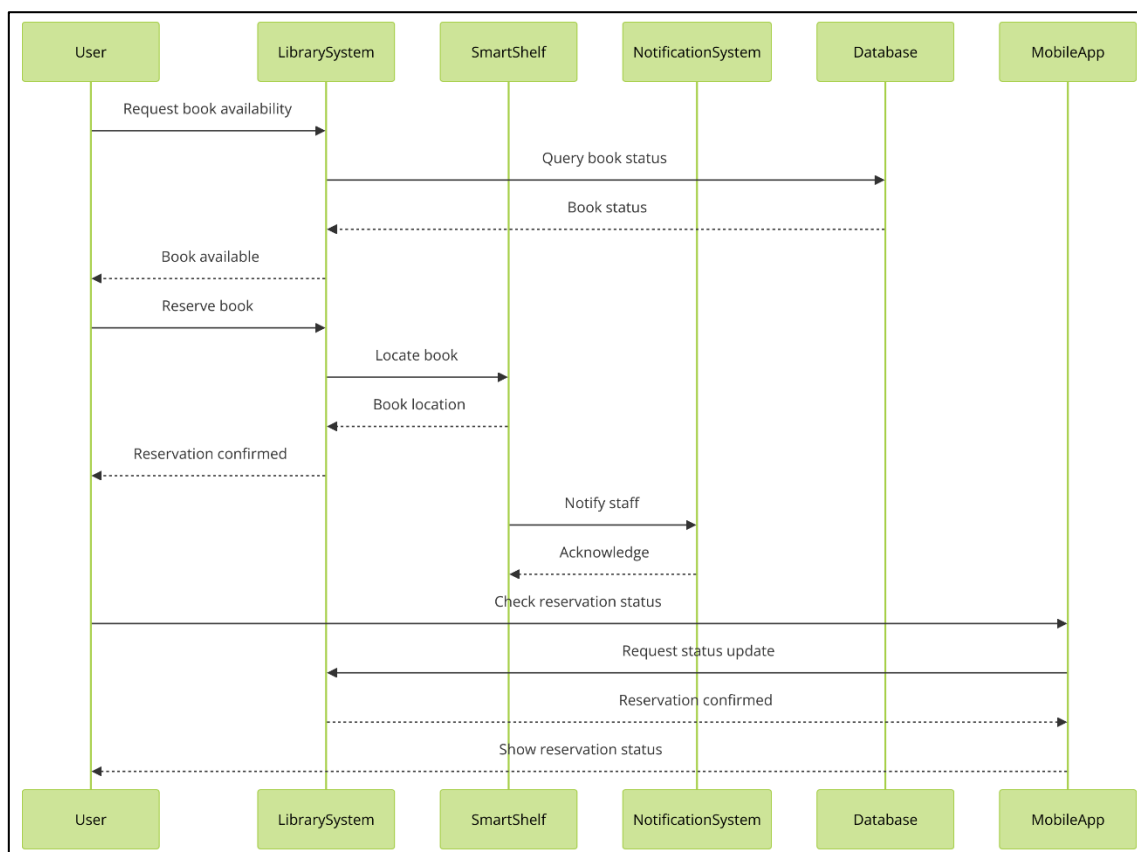 User
LibrarySystem
SmartShelf
NotificationSystem
Database
MobileApp
Request book availability
Query book status
Book status
Book available
Reserve book
Locate book
Book location
Reservation confirmed
Notify staff
Acknowledge
Check reservation status
Request status update
Reservation confirmed
Show reservation status
User
LibrarySystem
SmartShelf
NotificationSystem
Database
MobileApp